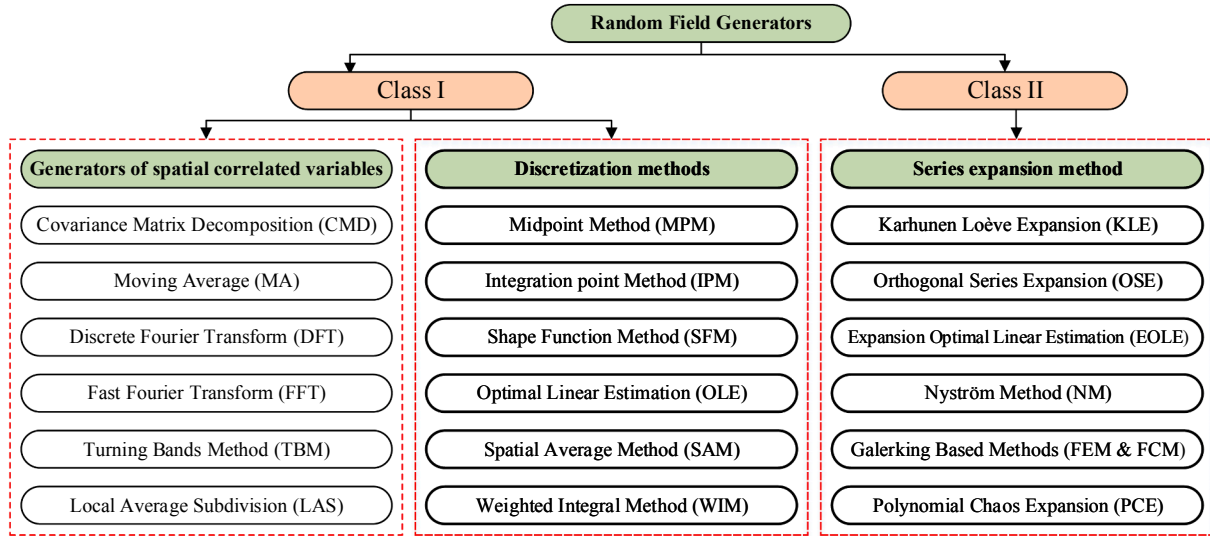 Random Field Generators
Class I
Class II
Generators of spatial correlated variables
Covariance Matrix Decomposition (CMD)
Moving Average (MA)
Discrete Fourier Transform (DFT)
Fast Fourier Transform (FFT)
Turning Bands Method (TBM)
Local Average Subdivision (LAS)
Discretization methods
Midpoint Method (MPM)
Integration point Method (IPM)
Shape Function Method (SFM)
Optimal Linear Estimation (OLE)
Spatial Average Method (SAM)
Weighted Integral Method (WIM)
Series expansion method
Karhunen Loève Expansion (KLE)
Orthogonal Series Expansion (OSE)
Expansion Optimal Linear Estimation (EOLE)
Nyström Method (NM)
Galerking Based Methods (FEM & FCM)
Polynomial Chaos Expansion (PCE)